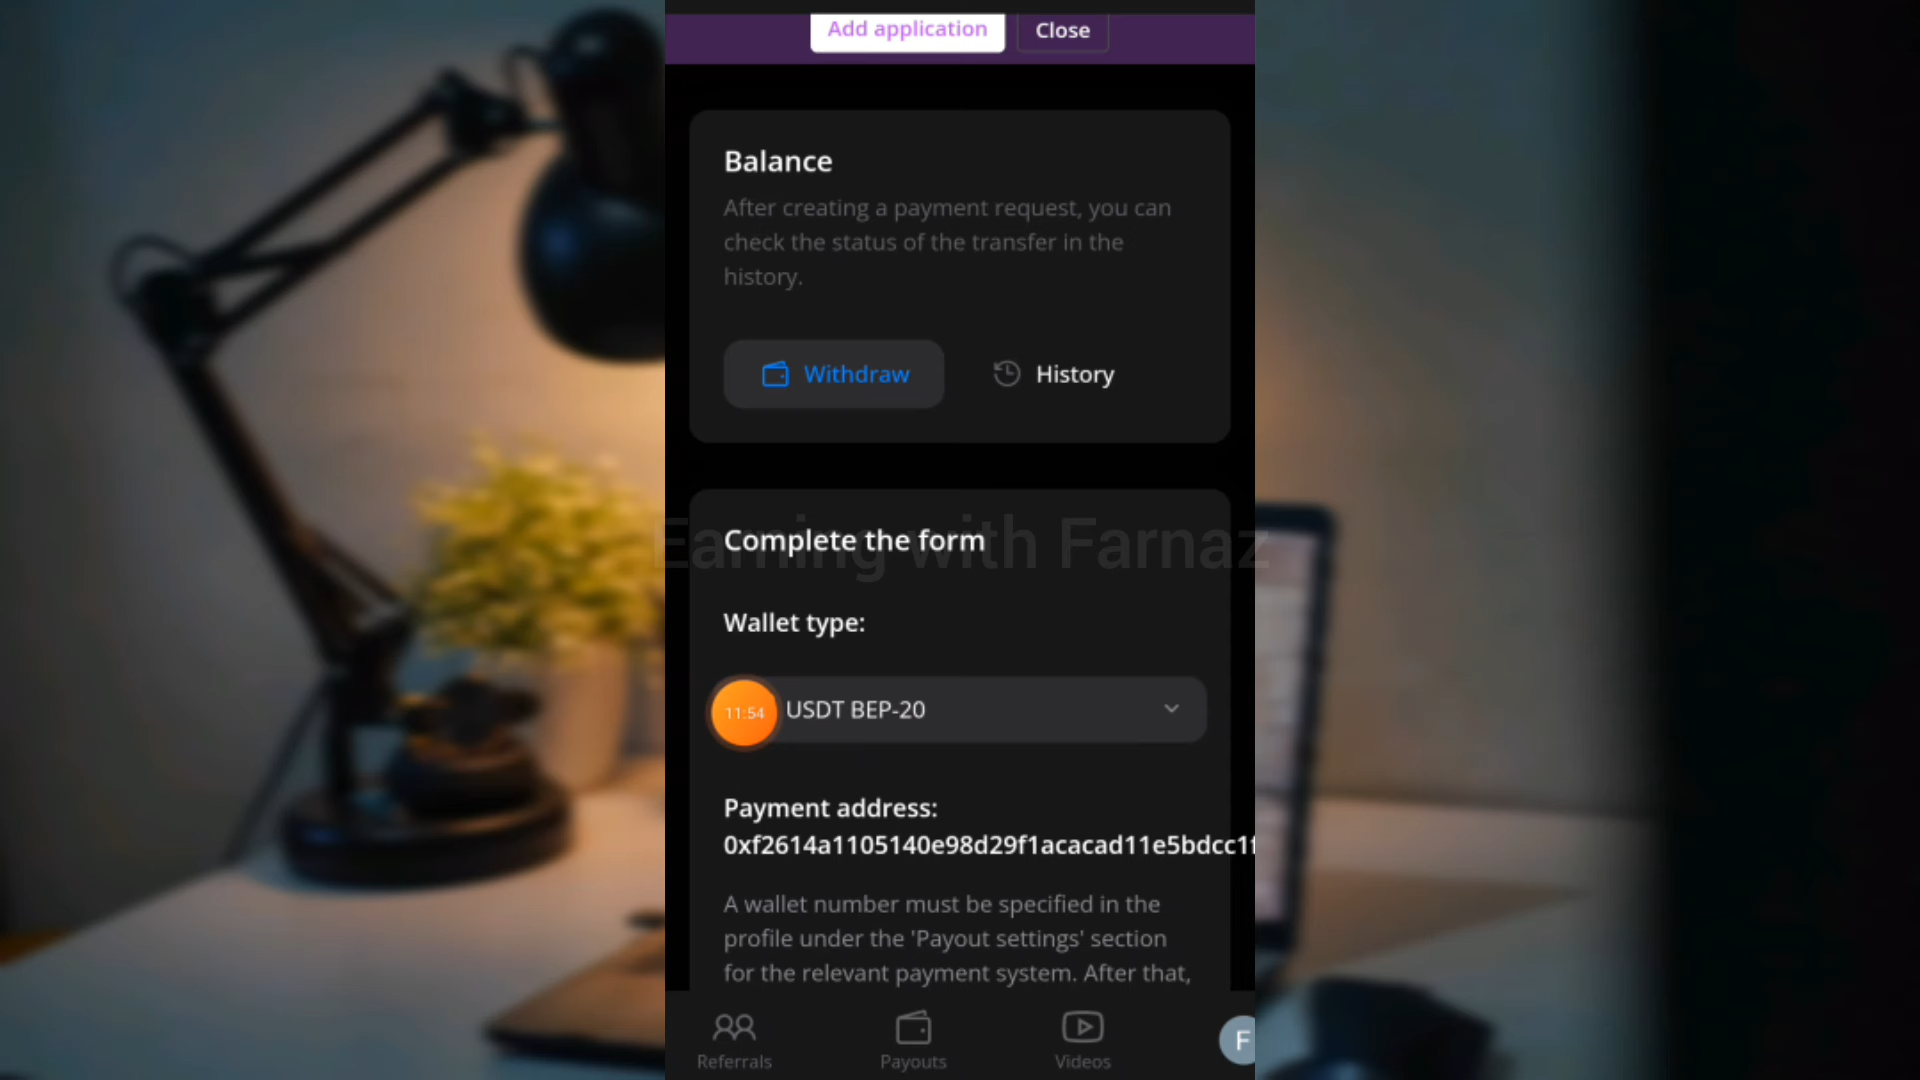 Add application
Close
Balance
After creating a payment request, you can
check the status of the transfer in the
history.
Withdraw
History
Complete the form
Earning with Farnaz
Wallet type:
11:54
USDT BEP-20
Payment address:
0xf2614a1105140e98d29f1acacad11e5bdcc1f
A wallet number must be specified in the
profile under the 'Payout settings' section
for the relevant payment system. After that,
Referrals
Payouts
Videos
F